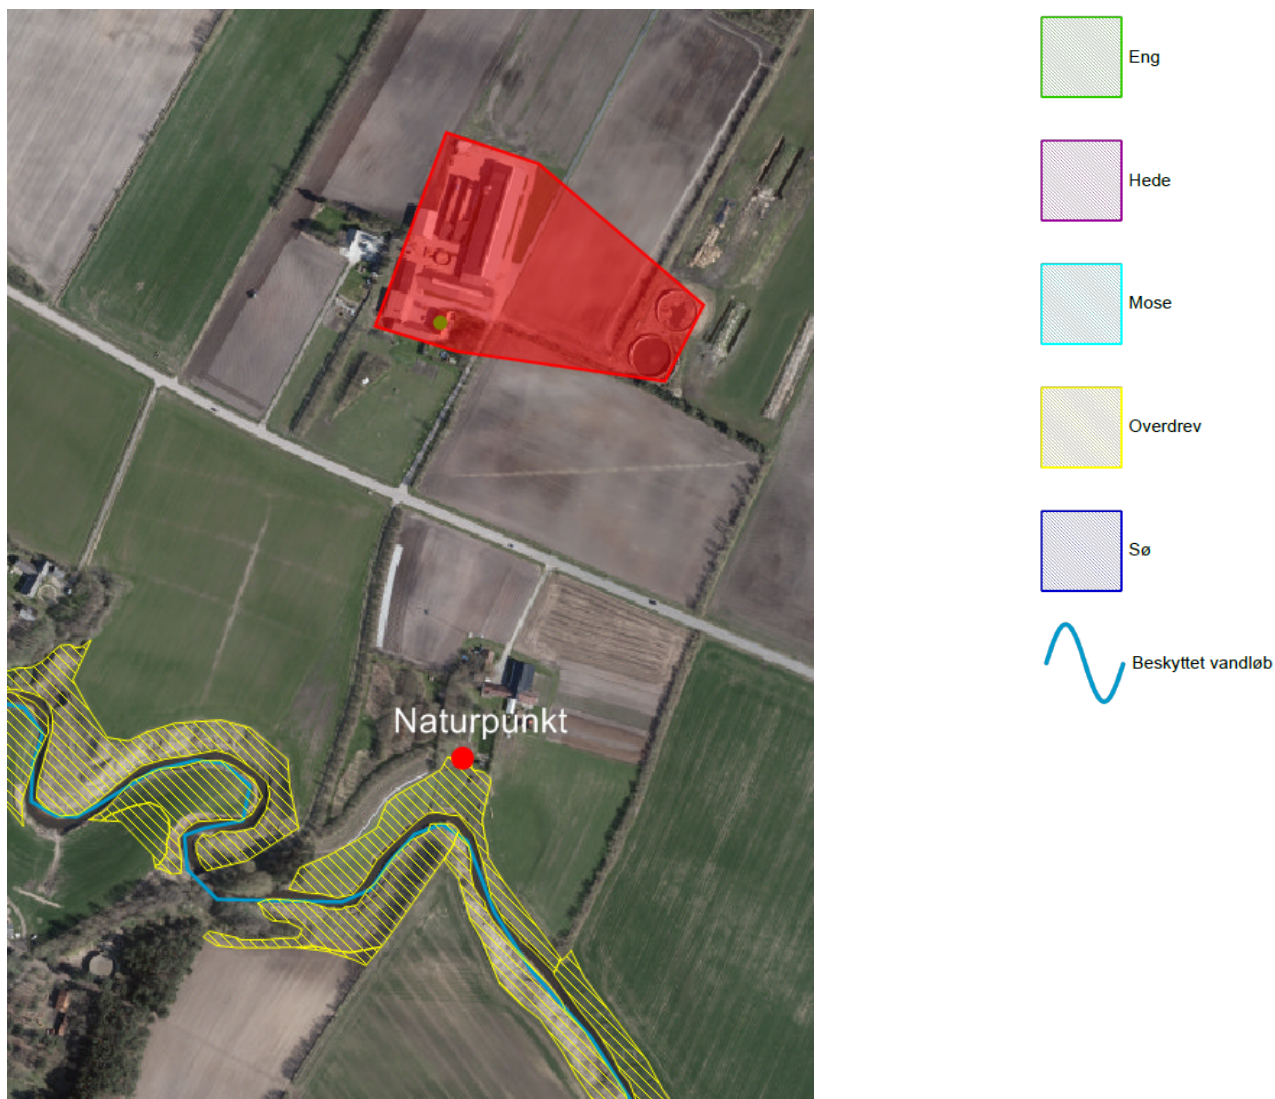 Eng
Hede
Mose
Overdrev
Sø
Beskyttet vandløb
Naturpunkt